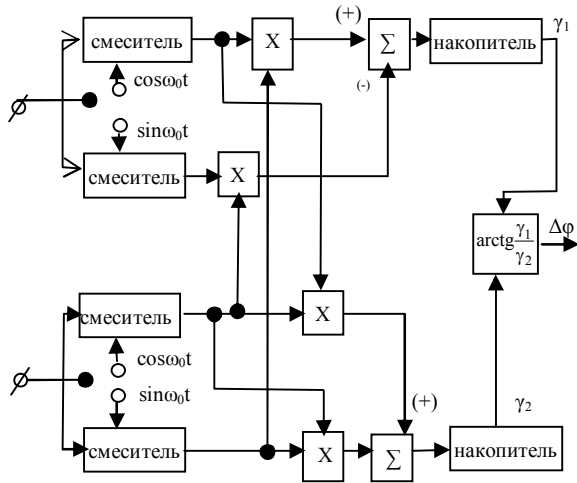 смеситель
X
(+)
Σ
накопитель
γ₁
cosω₀t
(-)
sinω₀t
смеситель
X
arctg γ₁/γ₂
Δφ
смеситель
X
cosω₀t
sinω₀t
(+)
γ₂
смеситель
X
Σ
накопитель